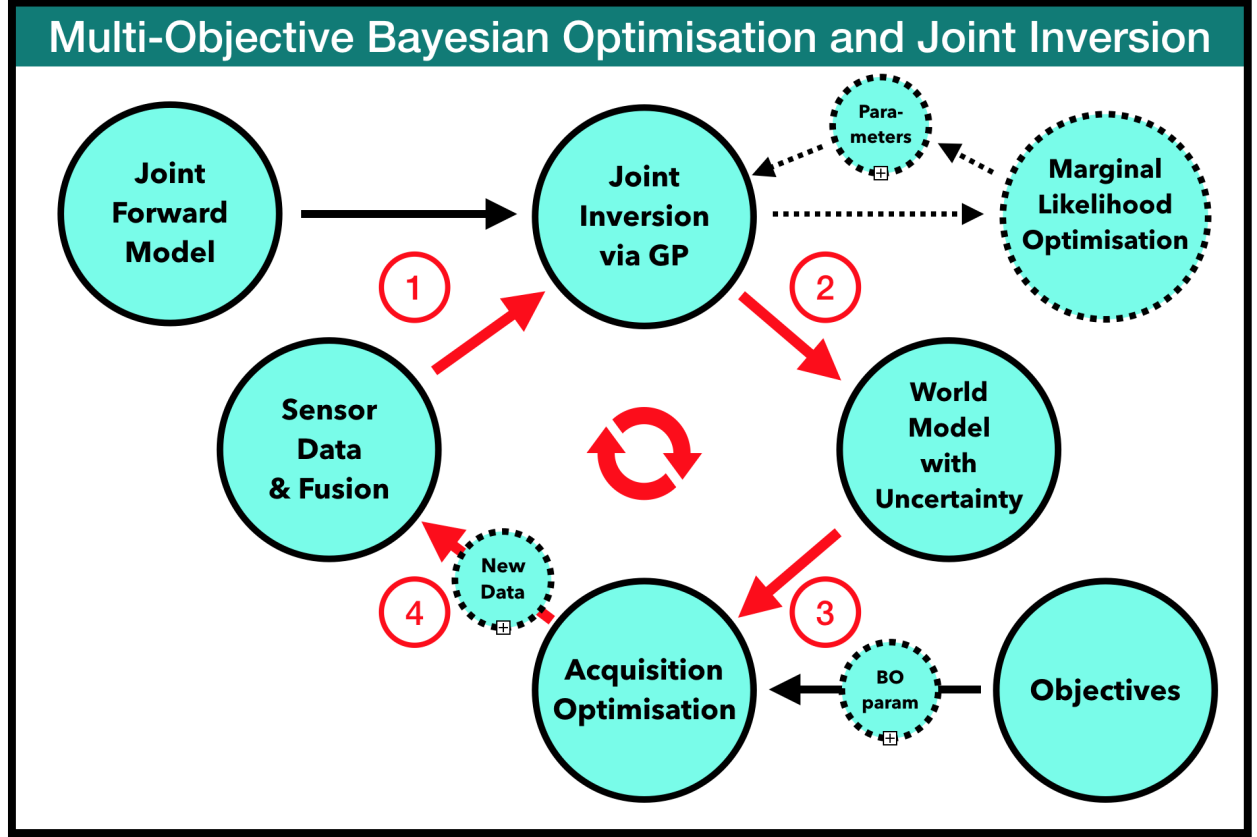 Multi-Objective Bayesian Optimisation and Joint Inversion
Joint
Forward
Model
Joint
Inversion
via GP
Para-
meters
Marginal
Likelihood
Optimisation
1
2
Sensor
Data
& Fusion
World
Model
with
Uncertainty
New
Data
4
3
Acquisition
Optimisation
BO
param
Objectives